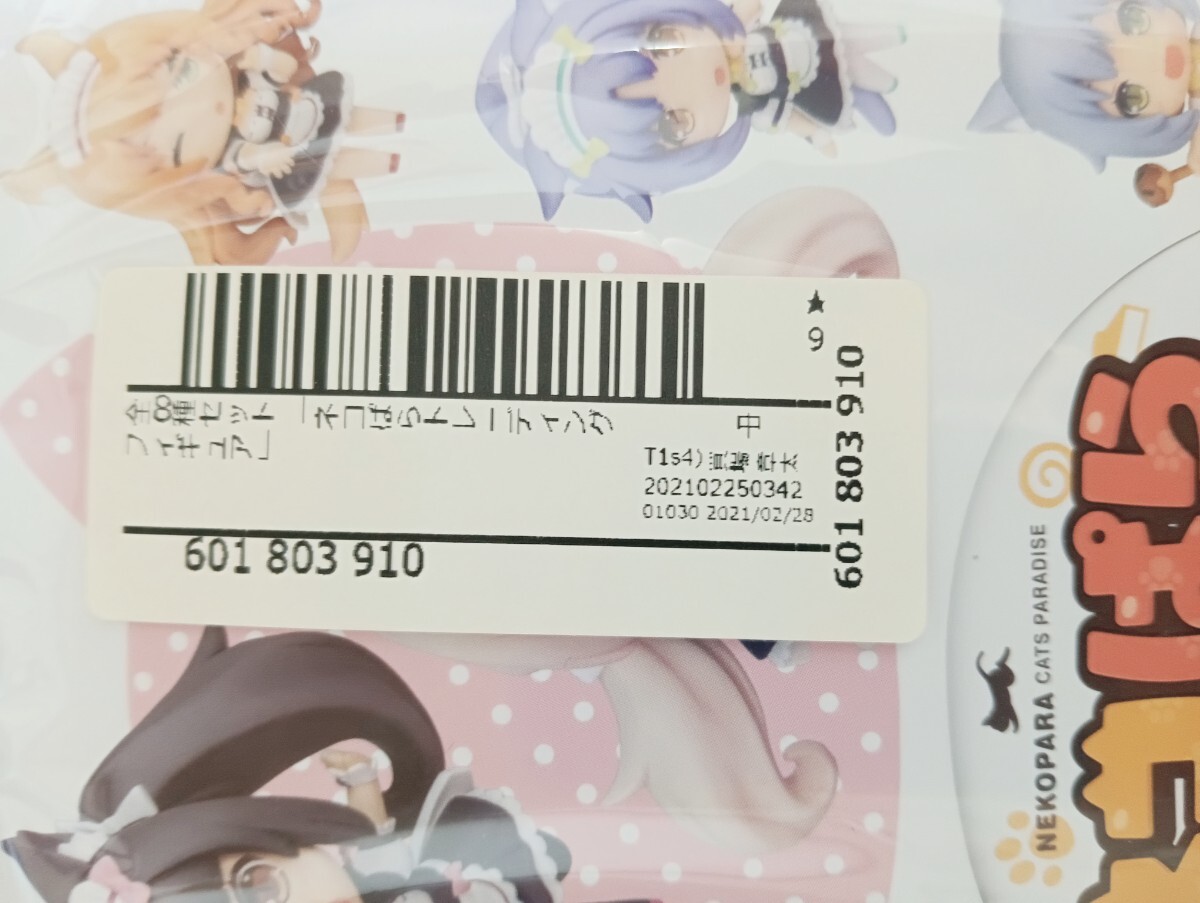 ★
9
全8種セット 「ネコぱらトレーディング
フィギュア」
中
T1s4)
202102250342
01030 2021/02/28
601 803 910
601 803 910
NEKOPARA CATS PARADISE
ぱら